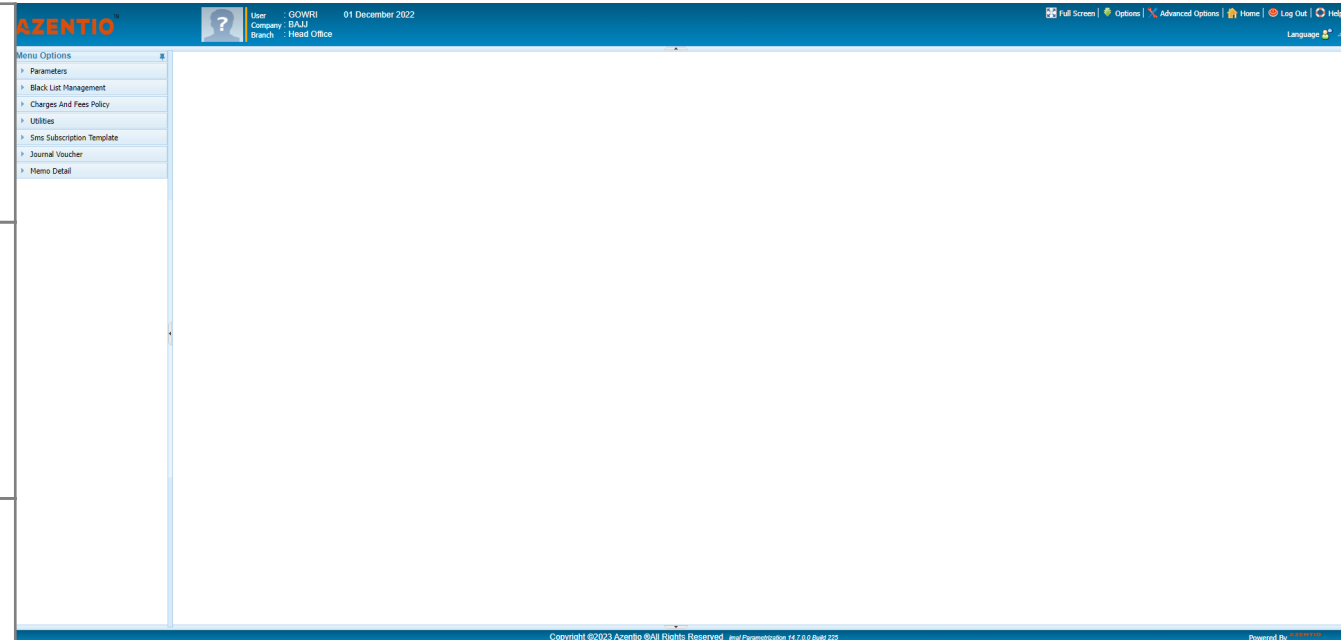 AZENTIO
User : GOWRI 01 December 2022
Company : BAJJ
Branch : Head Office
Full Screen | Options | Advanced Options | Home | Log Out | Help
Language
Menu Options
Parameters
Black List Management
Charges And Fees Policy
Utilities
Sms Subscription Template
Journal Voucher
Memo Detail
Copyright ©2023 Azentio ®All Rights Reserved imal Parametrization 14.7.0.0 Build 225
Powered By AZENTIO